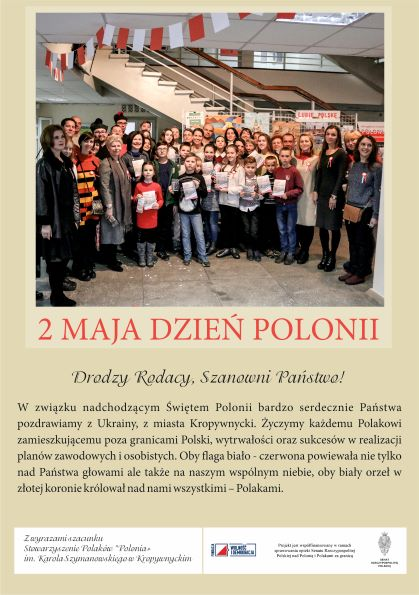 LUBIĘ POLSKĘ
2 MAJA DZIEŃ POLONII
Drodzy Rodacy, Szanowni Państwo!
W związku nadchodzącym Świętem Polonii bardzo serdecznie Państwa
pozdrawiamy z Ukrainy, z miasta Kropywnycki. Życzymy każdemu Polakowi
zamieszkującemu poza granicami Polski, wytrwałości oraz sukcesów w realizacji
planów zawodowych i osobistych. Oby flaga biało - czerwona powiewała nie tylko
nad Państwa głowami ale także na naszym wspólnym niebie, oby biały orzeł w
złotej koronie królował nad nami wszystkimi – Polakami.
Z wyrazami szacunku
Stowarzyszenie Polaków "Polonia"
im. Karola Szymanowskiego w Kropywnyckim
WOLNOŚĆ
I DEMOKRACJA
Projekt jest współfinansowany w ramach
sprawowania opieki Senatu Rzeczypospolitej
Polskiej nad Polonią i Polakami za granicą
SENAT
RZECZYPOSPOLITEJ
POLSKIEJ